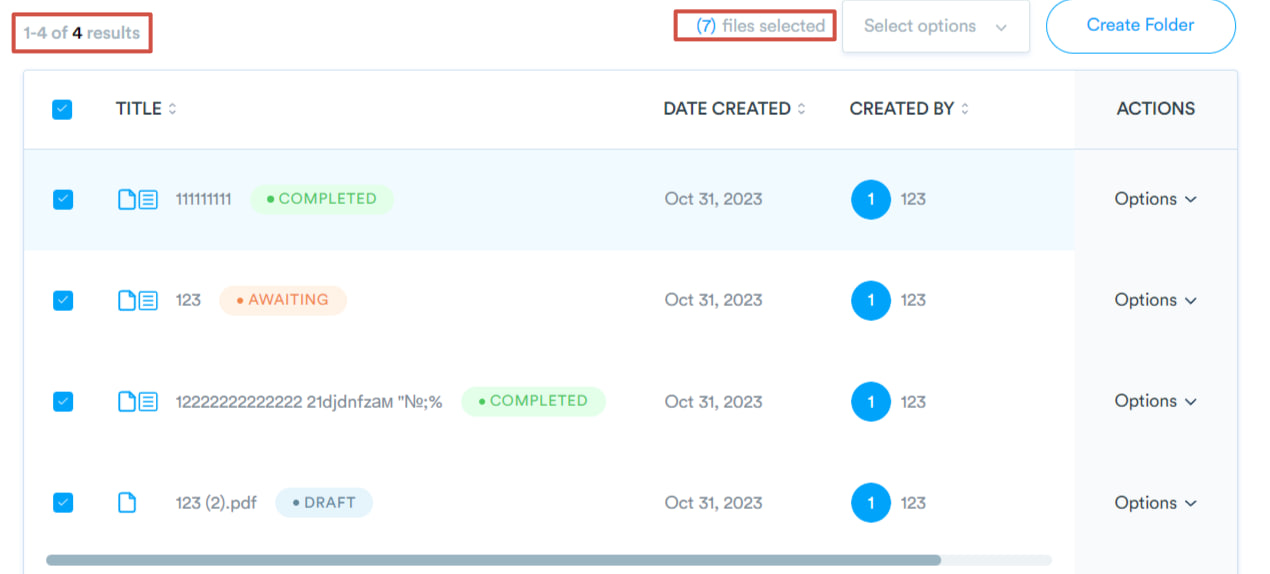 1-4 of 4 results
(7) files selected
Select options
Create Folder
TITLE
DATE CREATED
CREATED BY
ACTIONS
111111111
COMPLETED
Oct 31, 2023
1
123
Options
123
AWAITING
Oct 31, 2023
1
123
Options
12222222222222 21djdnfzaм "№;%
COMPLETED
Oct 31, 2023
1
123
Options
123 (2).pdf
DRAFT
Oct 31, 2023
1
123
Options